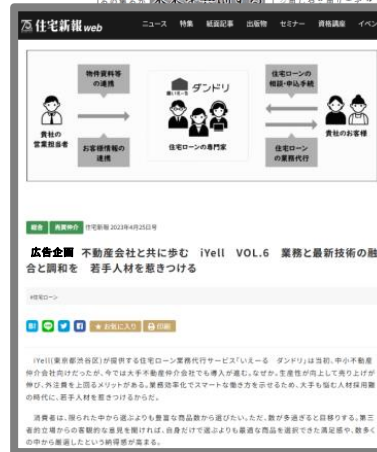 住宅新報web
ニュース 特集 紙面記事 出版物 セミナー 資格講座 イベン
物件資料等
の連携
住宅ローンの
相談・申込手続
ダンドリ
貴社の
営業担当者
お客様情報の
連携
住宅ローンの専門家
住宅ローン
の業務代行
貴社のお客様
総合 売買仲介 住宅新報 2023年4月25日号
広告企画 不動産会社と共に歩む iYell VOL.6 業務と最新技術の融
合と調和を 若手人材を惹きつける
#住宅ローン
B! f ★お気に入り 印刷
iYell(東京都渋谷区)が提供する住宅ローン業務代行サービス「いえーる ダンドリ」は当初、中小不動産
仲介会社向けだったが、今では大手不動産仲介会社でも導入が進む。なぜか。生産性が向上して売り上げが
伸び、外注費を上回るメリットがある。業務効率化でスマートな働き方を示せるため、大手も悩む人材採用難
の時代に、若手人材を惹きつけるからだ。
消費者は、限られた中から選ぶよりも豊富な商品数から選びたい。ただ、数が多過ぎると目移りする。第三
者的立場からの客観的な意見を聞ければ、自身だけで選ぶよりも最適な商品を選択できた満足感や、数多く
の中から厳選したという納得感が高まる。